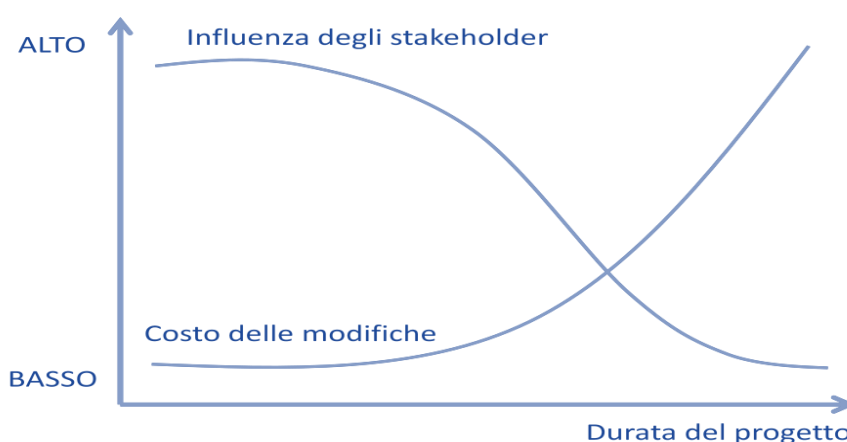 Influenza degli stakeholder
ALTO
Costo delle modifiche
BASSO
Durata del progetto